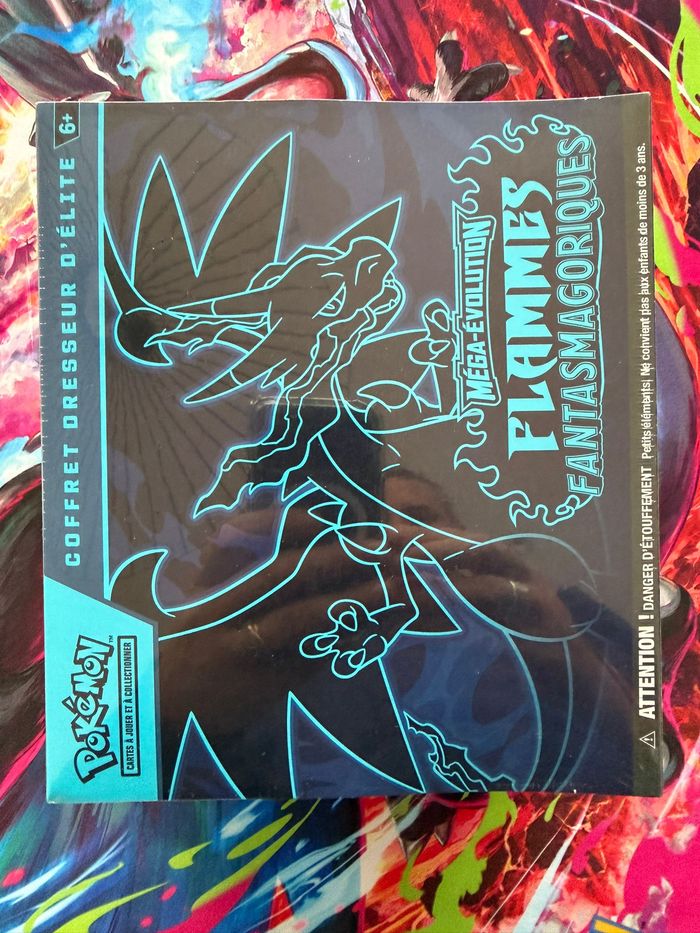 POKéMON™
CARTES À JOUER ET À COLLECTIONNER
COFFRET DRESSEUR D'ÉLITE
6+
MÉGA-ÉVOLUTION
FLAMMES
FANTASMAGORIQUES
ATTENTION ! DANGER D'ÉTOUFFEMENT Petits éléments. Ne convient pas aux enfants de moins de 3 ans.